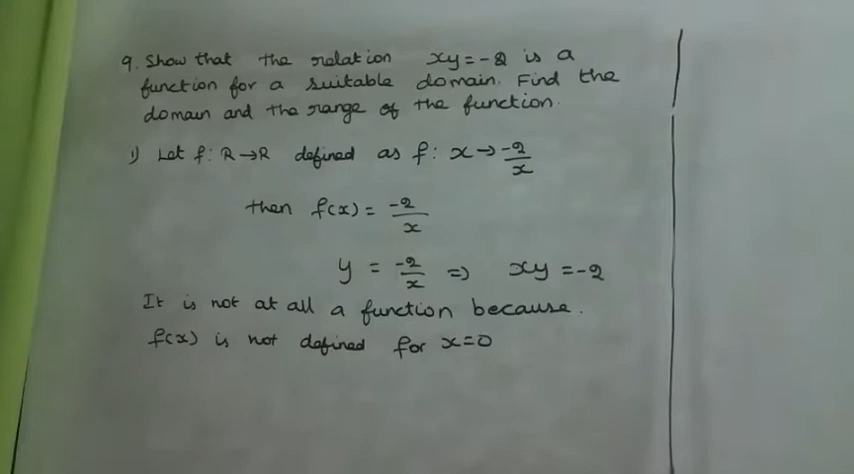 9. Show that the relation xy = -2 is a
function for a suitable domain. Find the
domain and the range of the function.
1) Let f: R→R defined as f: x → -2/x
then f(x) = -2/x
y = -2/x => xy = -2
It is not at all a function because.
f(x) is not defined for x=0